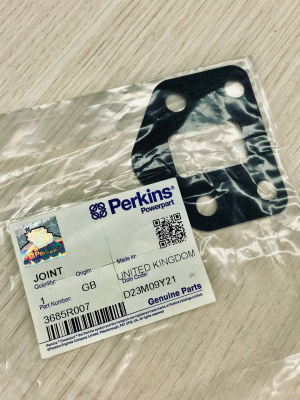 Perkins
Powerpart
JOINT
Quantity:
1
Origin:
GB
Made in:
UNITED KINGDOM
Part Number:
3685R007
Date Code:
D23M09Y21
(P)
Genuine Parts